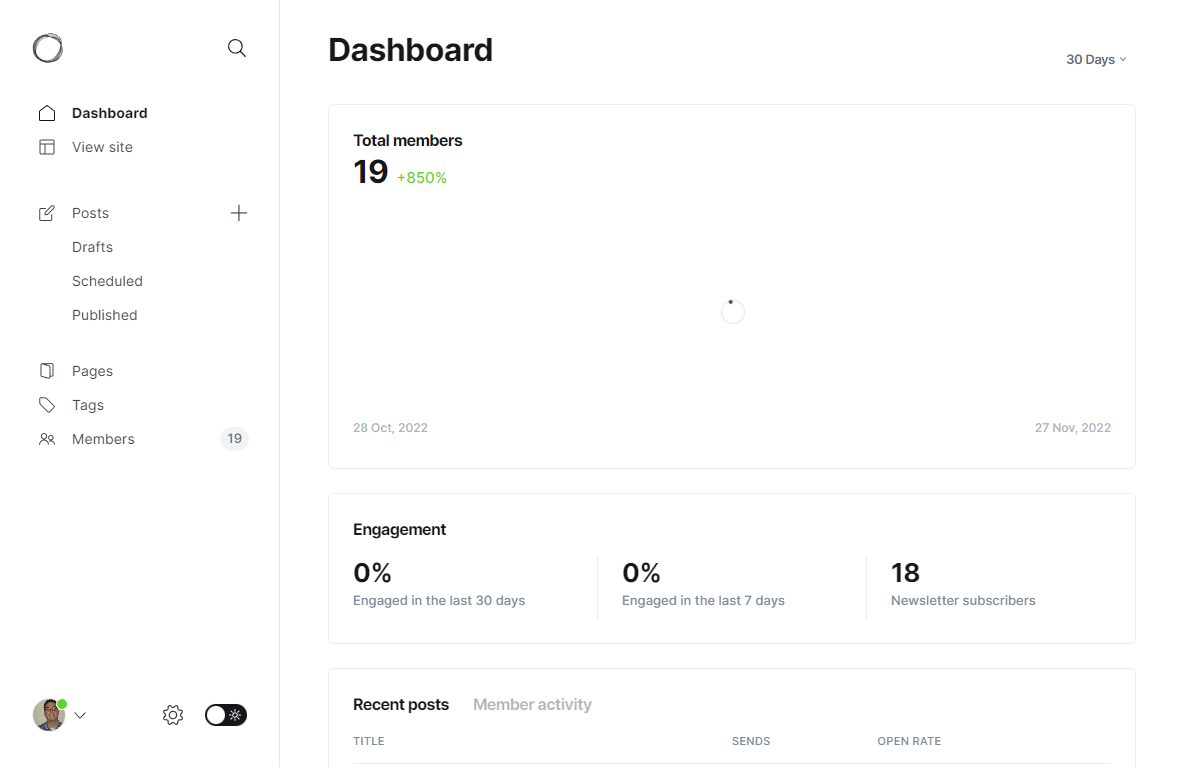 Dashboard
30 Days
Dashboard
View site
Posts
Drafts
Scheduled
Published
Pages
Tags
Members 19
Total members
19 +850%
28 Oct, 2022 27 Nov, 2022
Engagement
0% 0% 18
Engaged in the last 30 days Engaged in the last 7 days Newsletter subscribers
Recent posts Member activity
TITLE SENDS OPEN RATE